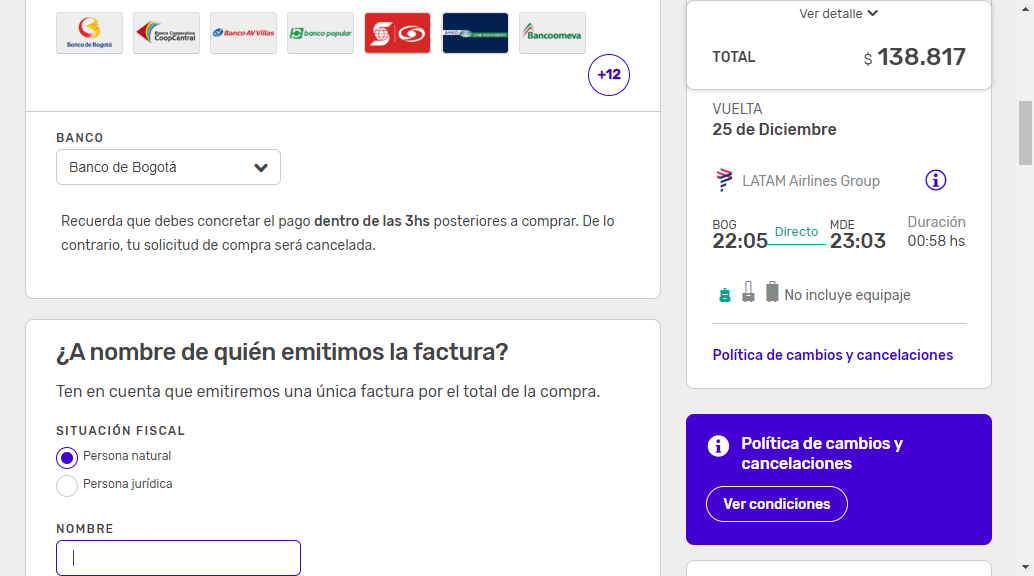 Banco de Bogotá
Banco Cooperativo
CoopCentral
Banco AV Villas
banco popular
Bancoomeva
+12
BANCO
Banco de Bogotá
Recuerda que debes concretar el pago dentro de las 3hs posteriores a comprar. De lo
contrario, tu solicitud de compra será cancelada.
¿A nombre de quién emitimos la factura?
Ten en cuenta que emitiremos una única factura por el total de la compra.
SITUACIÓN FISCAL
Persona natural
Persona jurídica
NOMBRE
Ver detalle
TOTAL
$ 138.817
VUELTA
25 de Diciembre
LATAM Airlines Group
BOG
22:05
Directo
MDE
23:03
Duración
00:58 hs
No incluye equipaje
Política de cambios y cancelaciones
Política de cambios y
cancelaciones
Ver condiciones